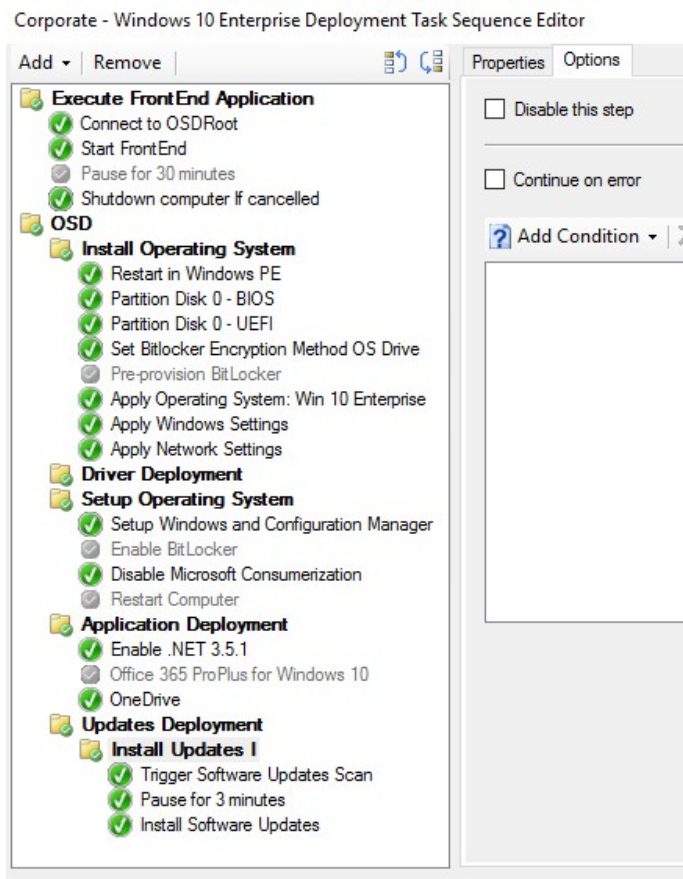 Corporate - Windows 10 Enterprise Deployment Task Sequence Editor
Add Remove
Properties Options
Execute FrontEnd Application
Connect to OSDRoot
Start FrontEnd
Pause for 30 minutes
Shutdown computer If cancelled
OSD
Install Operating System
Restart in Windows PE
Partition Disk 0 - BIOS
Partition Disk 0 - UEFI
Set Bitlocker Encryption Method OS Drive
Pre-provision BitLocker
Apply Operating System: Win 10 Enterprise
Apply Windows Settings
Apply Network Settings
Driver Deployment
Setup Operating System
Setup Windows and Configuration Manager
Enable BitLocker
Disable Microsoft Consumerization
Restart Computer
Application Deployment
Enable .NET 3.5.1
Office 365 ProPlus for Windows 10
OneDrive
Updates Deployment
Install Updates I
Trigger Software Updates Scan
Pause for 3 minutes
Install Software Updates
Disable this step
Continue on error
Add Condition